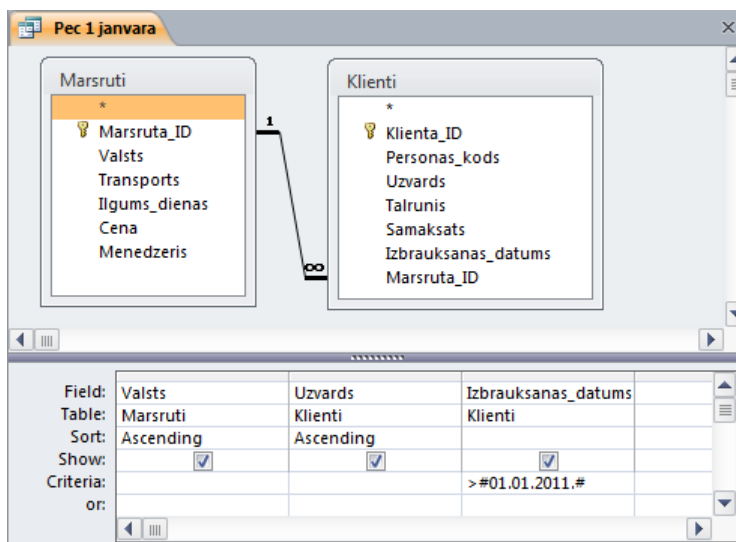 Pec 1 janvara
Marsruti
*
Marsruta_ID
Valsts
Transports
Ilgums_dienas
Cena
Menedzeris
1
∞
Klienti
*
Klienta_ID
Personas_kods
Uzvards
Talrunis
Samaksats
Izbrauksanas_datums
Marsruta_ID
Field: Valsts Uzvards Izbrauksanas_datums
Table: Marsruti Klienti Klienti
Sort: Ascending Ascending
Show:
Criteria: >#01.01.2011.#
or: